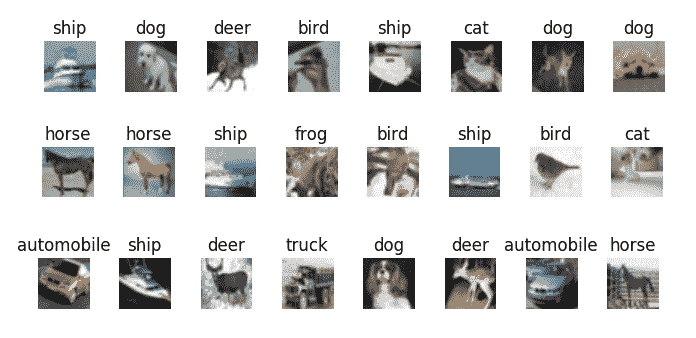 ship dog deer bird ship cat dog dog
horse horse ship frog bird ship bird cat
automobile ship deer truck dog deer automobile horse